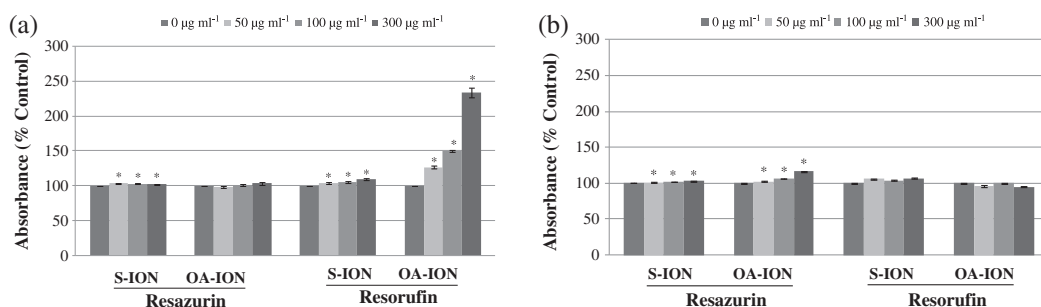 (a)
0 µg ml⁻¹ 50 µg ml⁻¹ 100 µg ml⁻¹ 300 µg ml⁻¹
Absorbance (% Control)
300
250
200
150
100
50
0
* * *
* * *
* * *
S-ION OA-ION S-ION OA-ION
Resazurin Resorufin
(b)
0 µg ml⁻¹ 50 µg ml⁻¹ 100 µg ml⁻¹ 300 µg ml⁻¹
Absorbance (% Control)
300
250
200
150
100
50
0
* * *
* * *
S-ION OA-ION S-ION OA-ION
Resazurin Resorufin